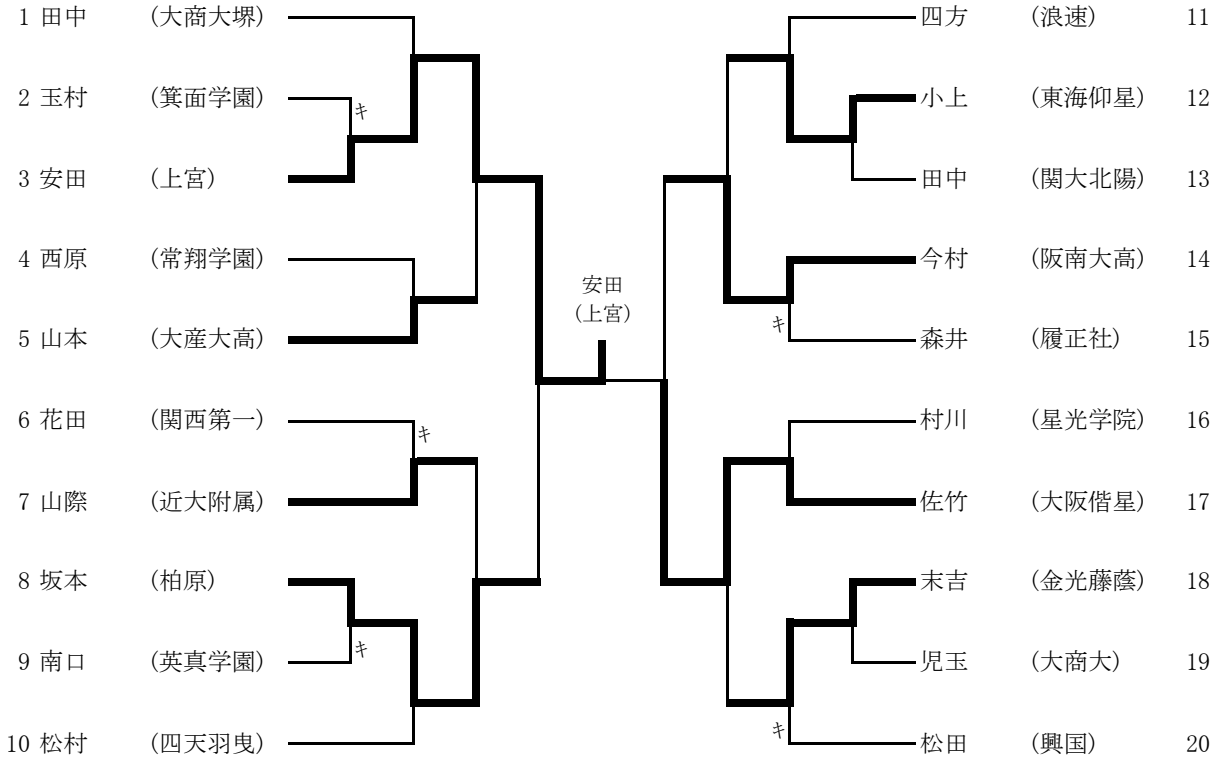 1 田中 (大商大堺)
2 玉村 (箕面学園)
キ
3 安田 (上宮)
4 西原 (常翔学園)
5 山本 (大産大高)
6 花田 (関西第一)
キ
7 山際 (近大附属)
8 坂本 (柏原)
9 南口 (英真学園)
キ
10 松村 (四天羽曳)
安田
(上宮)
四方 (浪速) 11
小上 (東海仰星) 12
田中 (関大北陽) 13
今村 (阪南大高) 14
キ
森井 (履正社) 15
村川 (星光学院) 16
佐竹 (大阪偕星) 17
末吉 (金光藤蔭) 18
児玉 (大商大) 19
キ
松田 (興国) 20